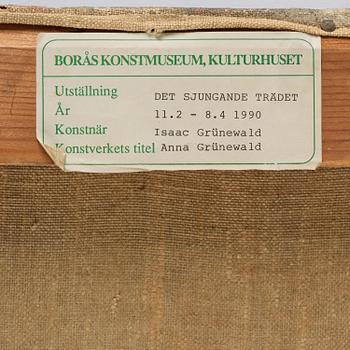 BORÅS KONSTMUSEUM, KULTURHUSET
Utställning DET SJUNGANDE TRÄDET
År 11.2 - 8.4 1990
Konstnär Isaac Grünewald
Konstverkets titel Anna Grünewald